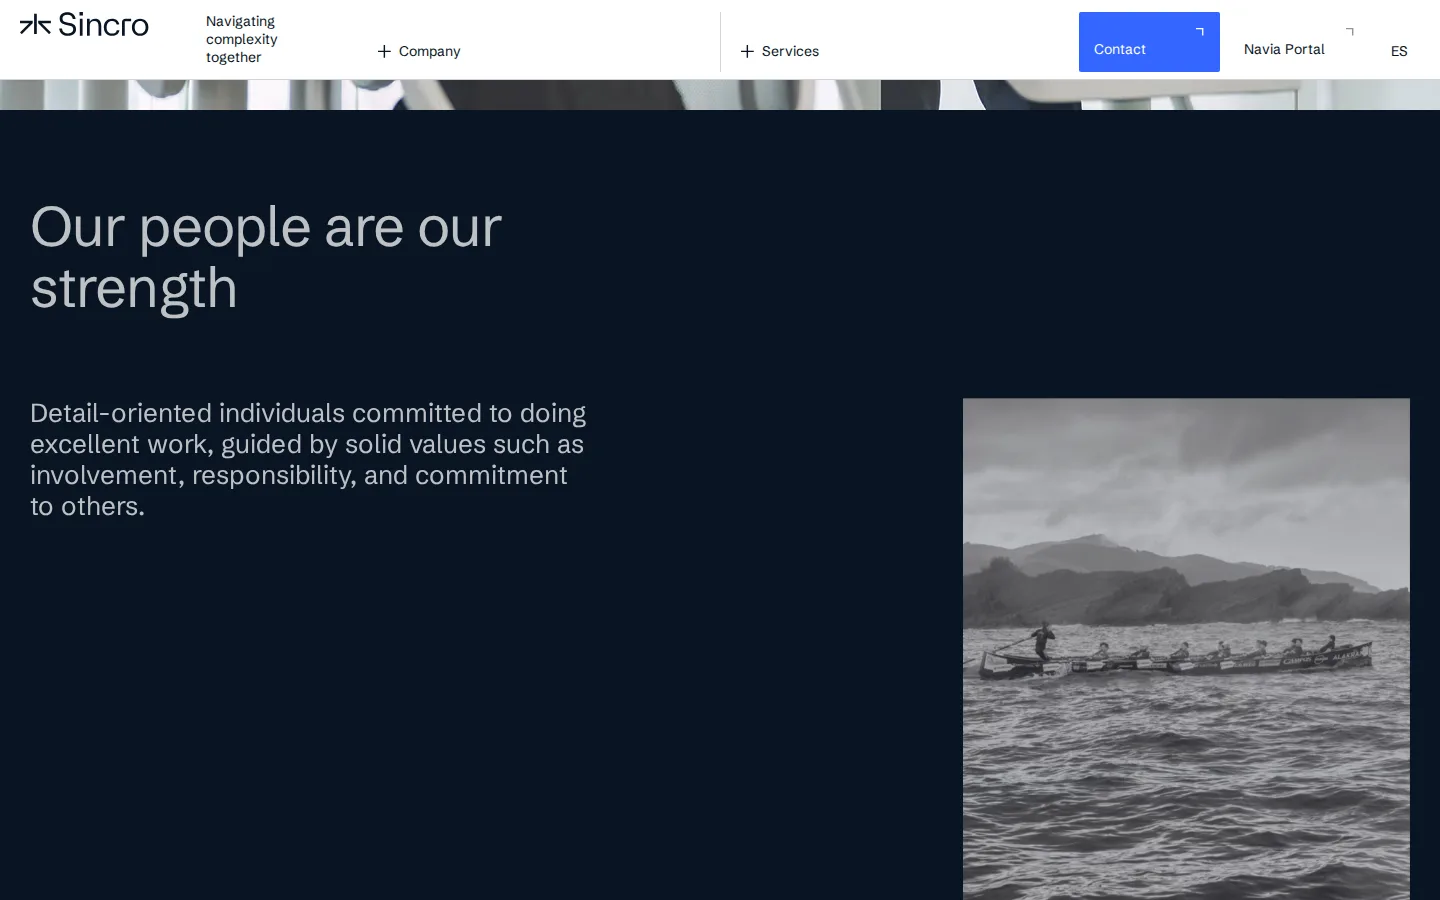 Sincro
Navigating
complexity
together
Company
Services
Contact
Navia Portal
ES
Our people are our
strength
Detail-oriented individuals committed to doing
excellent work, guided by solid values such as
involvement, responsibility, and commitment
to others.